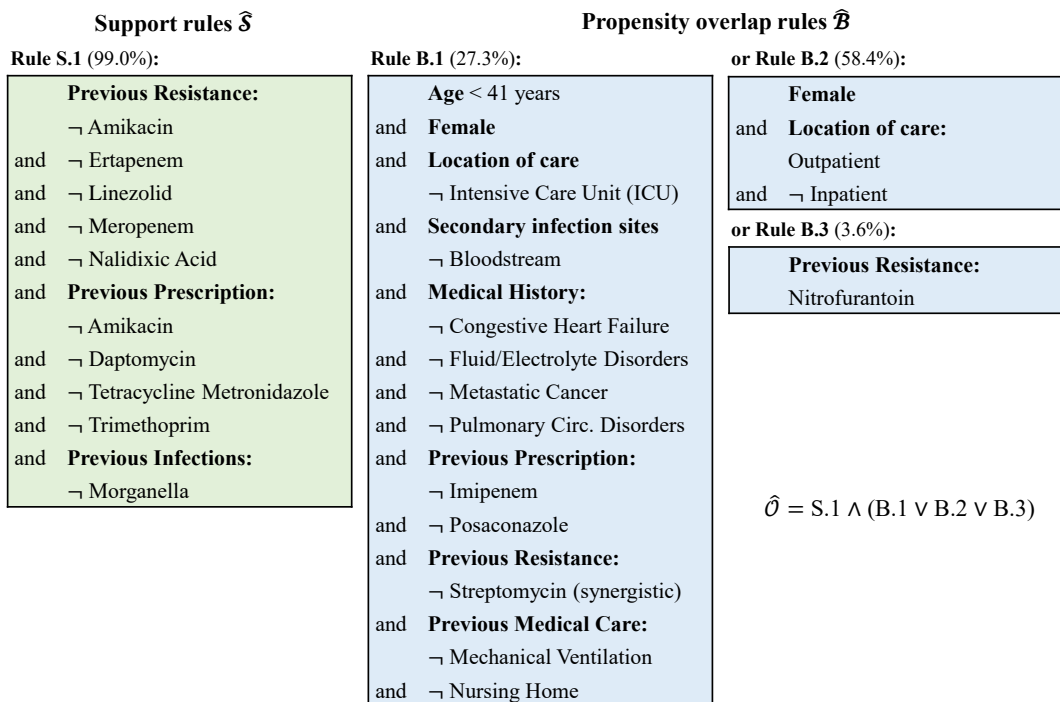 Support rules Ŝ
Rule S.1 (99.0%):
Previous Resistance:
¬ Amikacin
and ¬ Ertapenem
and ¬ Linezolid
and ¬ Meropenem
and ¬ Nalidixic Acid
and Previous Prescription:
¬ Amikacin
and ¬ Daptomycin
and ¬ Tetracycline Metronidazole
and ¬ Trimethoprim
and Previous Infections:
¬ Morganella
Propensity overlap rules B̂
Rule B.1 (27.3%):
Age < 41 years
and Female
and Location of care
¬ Intensive Care Unit (ICU)
and Secondary infection sites
¬ Bloodstream
and Medical History:
¬ Congestive Heart Failure
and ¬ Fluid/Electrolyte Disorders
and ¬ Metastatic Cancer
and ¬ Pulmonary Circ. Disorders
and Previous Prescription:
¬ Imipenem
and ¬ Posaconazole
and Previous Resistance:
¬ Streptomycin (synergistic)
and Previous Medical Care:
¬ Mechanical Ventilation
and ¬ Nursing Home
or Rule B.2 (58.4%):
Female
and Location of care:
Outpatient
and ¬ Inpatient
or Rule B.3 (3.6%):
Previous Resistance:
Nitrofurantoin
Ô = S.1 ∧ (B.1 ∨ B.2 ∨ B.3)